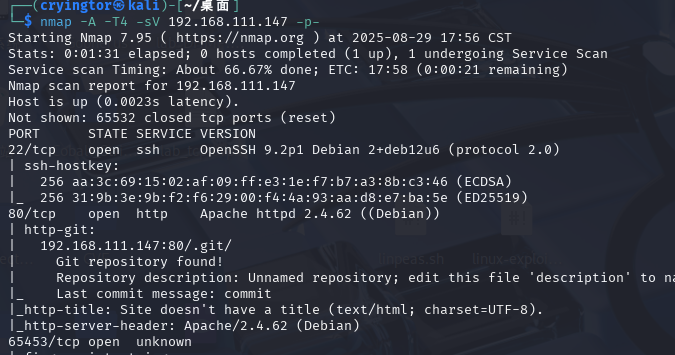 ┌──(cryingtor㉿kali)-[~/桌面]
└─$ nmap -A -T4 -sV 192.168.111.147 -p-
Starting Nmap 7.95 ( https://nmap.org ) at 2025-08-29 17:56 CST
Stats: 0:01:31 elapsed; 0 hosts completed (1 up), 1 undergoing Service Scan
Service scan Timing: About 66.67% done; ETC: 17:58 (0:00:21 remaining)
Nmap scan report for 192.168.111.147
Host is up (0.0023s latency).
Not shown: 65532 closed tcp ports (reset)
PORT      STATE SERVICE VERSION
22/tcp    open  ssh     OpenSSH 9.2p1 Debian 2+deb12u6 (protocol 2.0)
| ssh-hostkey:
|   256 aa:3c:69:15:02:af:09:ff:e3:1e:f7:b7:a3:8b:c3:46 (ECDSA)
|_  256 31:9b:3e:9b:f2:f6:29:00:f4:4a:93:aa:d8:e7:ba:5e (ED25519)
80/tcp    open  http    Apache httpd 2.4.62 ((Debian))
| http-git:
|   192.168.111.147:80/.git/
|     Git repository found!
|     Repository description: Unnamed repository; edit this file 'description' to na
|_    Last commit message: commit
|_http-title: Site doesn't have a title (text/html; charset=UTF-8).
|_http-server-header: Apache/2.4.62 (Debian)
65453/tcp open  unknown
linpeas.sh